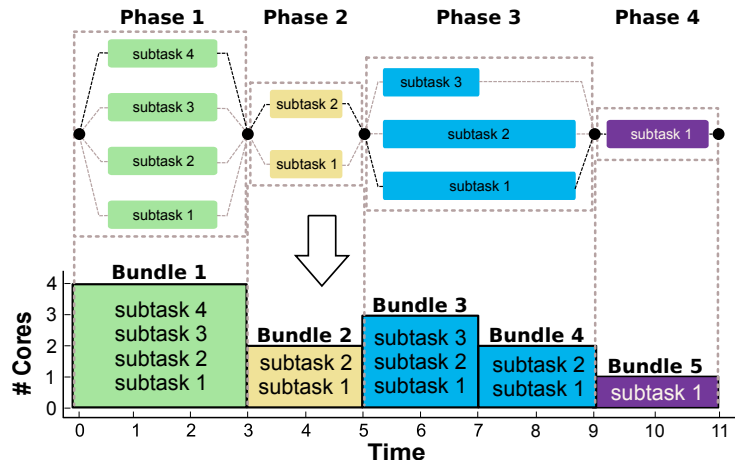 Phase 1 Phase 2 Phase 3 Phase 4
subtask 4
subtask 3
subtask 2
subtask 1
subtask 2
subtask 1
subtask 3
subtask 2
subtask 1
subtask 1
Bundle 1
subtask 4
subtask 3
subtask 2
subtask 1
Bundle 2
subtask 2
subtask 1
Bundle 3
subtask 3
subtask 2
subtask 1
Bundle 4
subtask 2
subtask 1
Bundle 5
subtask 1
# Cores
4
3
2
1
0
0 1 2 3 4 5 6 7 8 9 10 11
Time